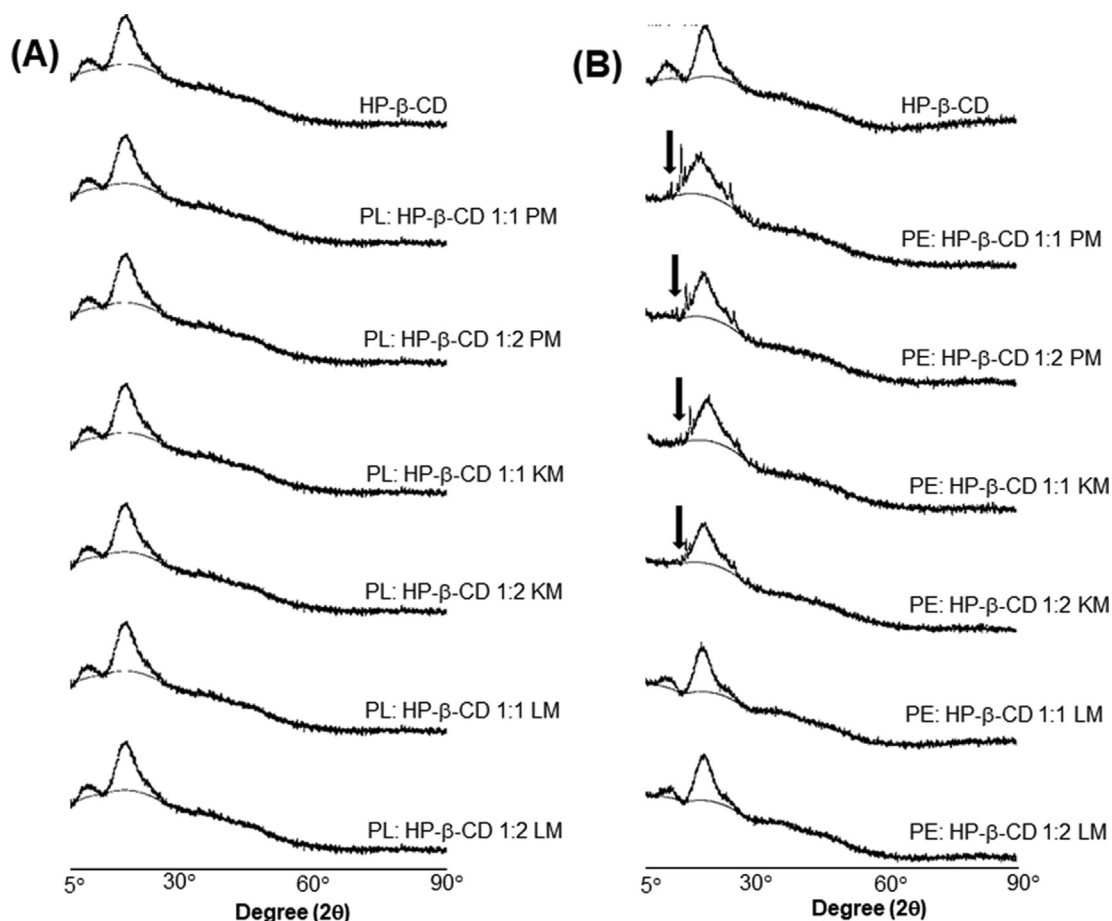 (A)
HP-β-CD
PL: HP-β-CD 1:1 PM
PL: HP-β-CD 1:2 PM
PL: HP-β-CD 1:1 KM
PL: HP-β-CD 1:2 KM
PL: HP-β-CD 1:1 LM
PL: HP-β-CD 1:2 LM
5° 30° 60° 90°
Degree (2θ)
(B)
HP-β-CD
PE: HP-β-CD 1:1 PM
PE: HP-β-CD 1:2 PM
PE: HP-β-CD 1:1 KM
PE: HP-β-CD 1:2 KM
PE: HP-β-CD 1:1 LM
PE: HP-β-CD 1:2 LM
5° 30° 60° 90°
Degree (2θ)